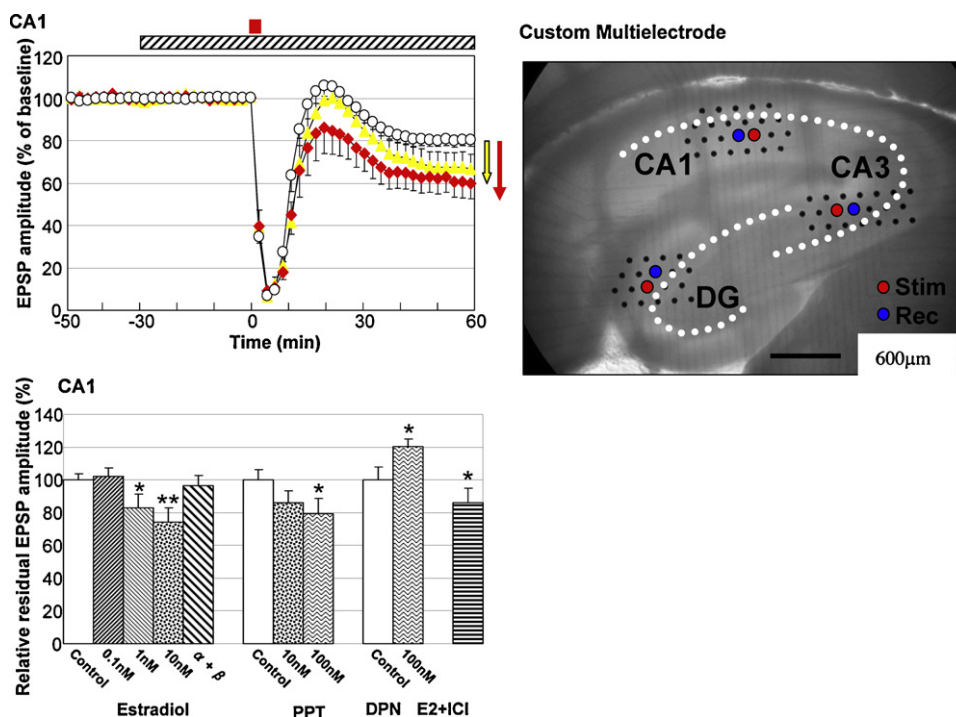 CA1
EPSP amplitude (% of baseline)
120
100
80
60
40
20
0
-50
-30
0
30
60
Time (min)
Custom Multielectrode
CA1
CA3
DG
Stim
Rec
600μm
CA1
Relative residual EPSP amplitude (%)
140
120
100
80
60
40
20
0
*
**
*
*
*
Control
0.1nM
1nM
10nM
α + β
Control
10nM
100nM
Control
100nM
Estradiol
PPT
DPN
E2+ICI